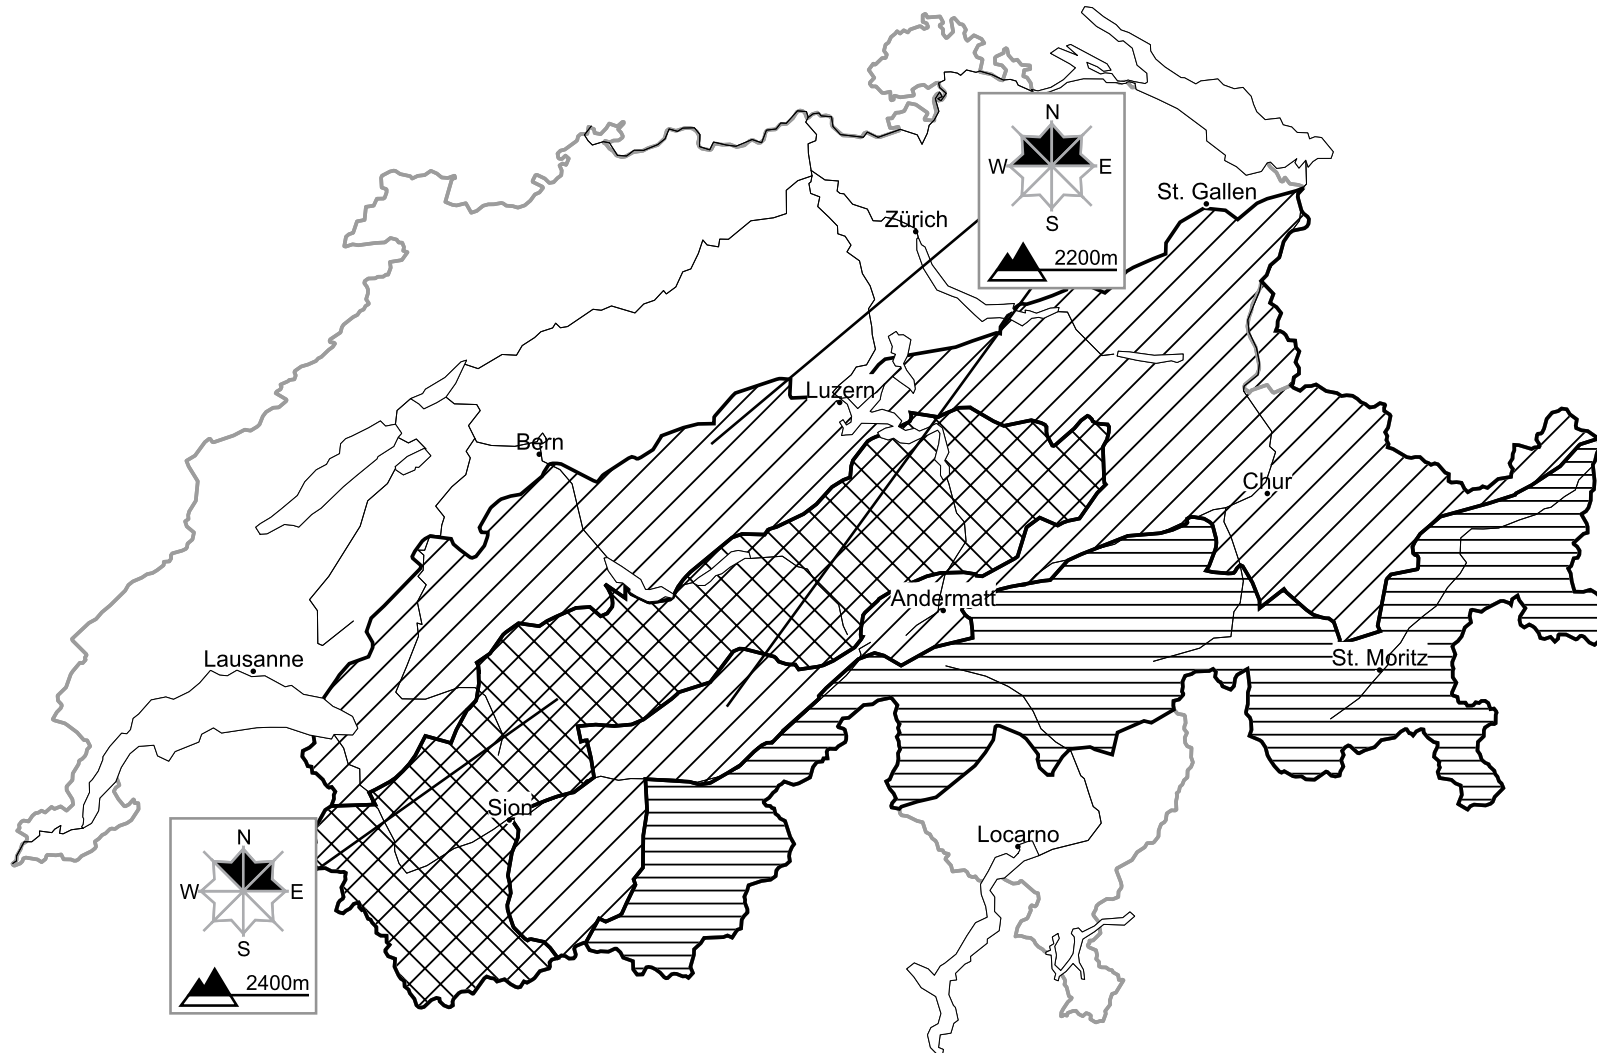 N
W
E
S
2200m
St. Gallen
Zürich
Luzern
Bern
Chur
Andermatt
Lausanne
St. Moritz
Sion
Locarno
N
W
E
S
2400m